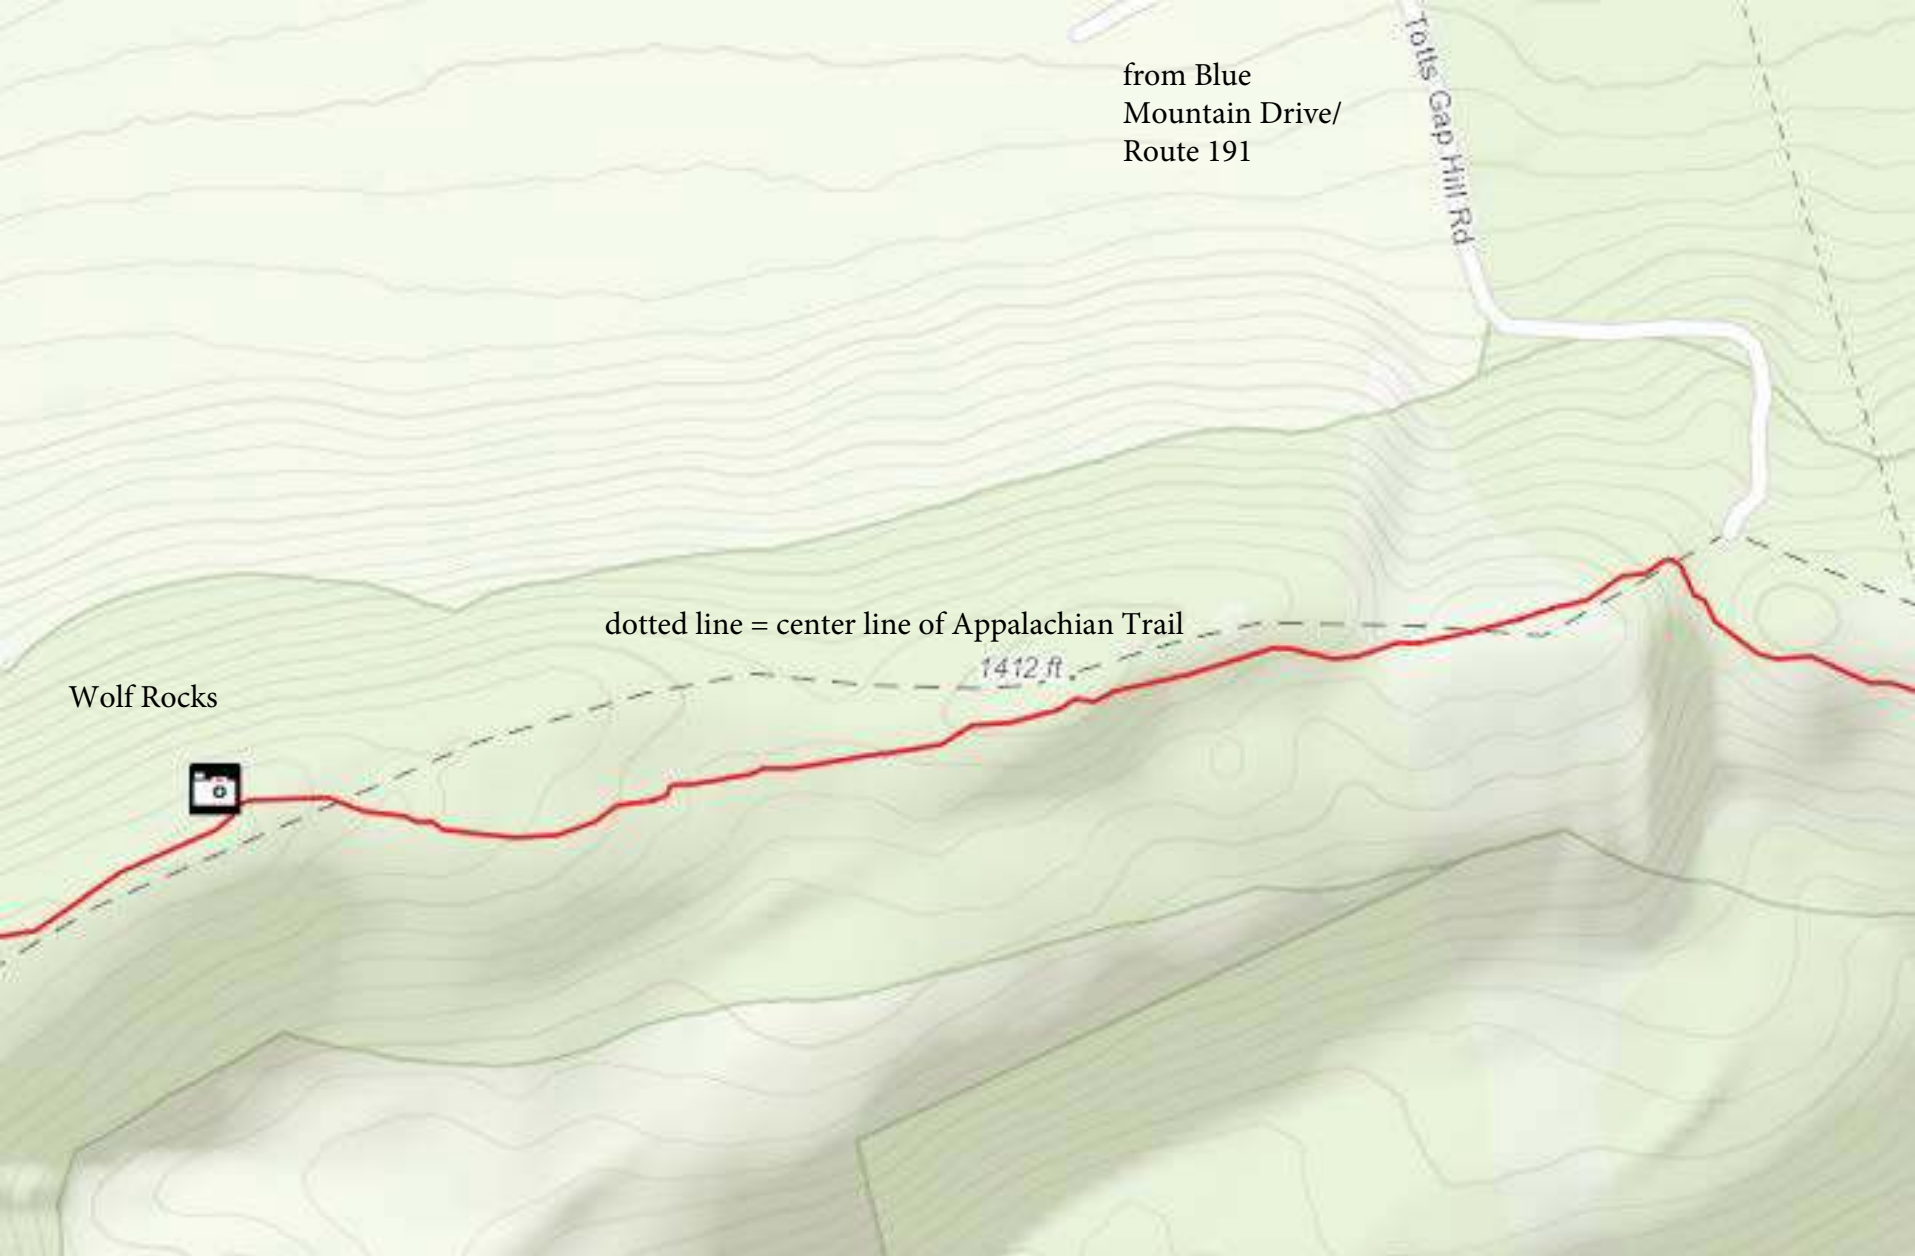 from Blue
Mountain Drive/
Route 191
Totts Gap Hill Rd
dotted line = center line of Appalachian Trail
1412 ft
Wolf Rocks